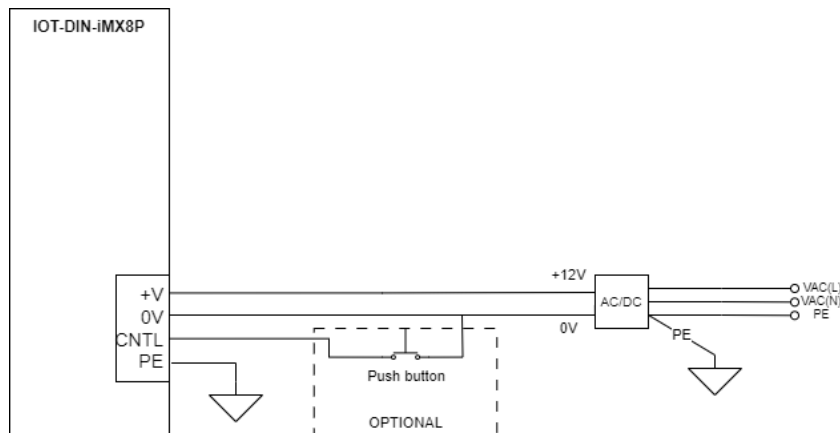 IOT-DIN-iMX8P
+12V
+V
AC/DC
VAC(L)
VAC(N)
PE
0V
0V
CNTL
PE
PE
Push button
OPTIONAL